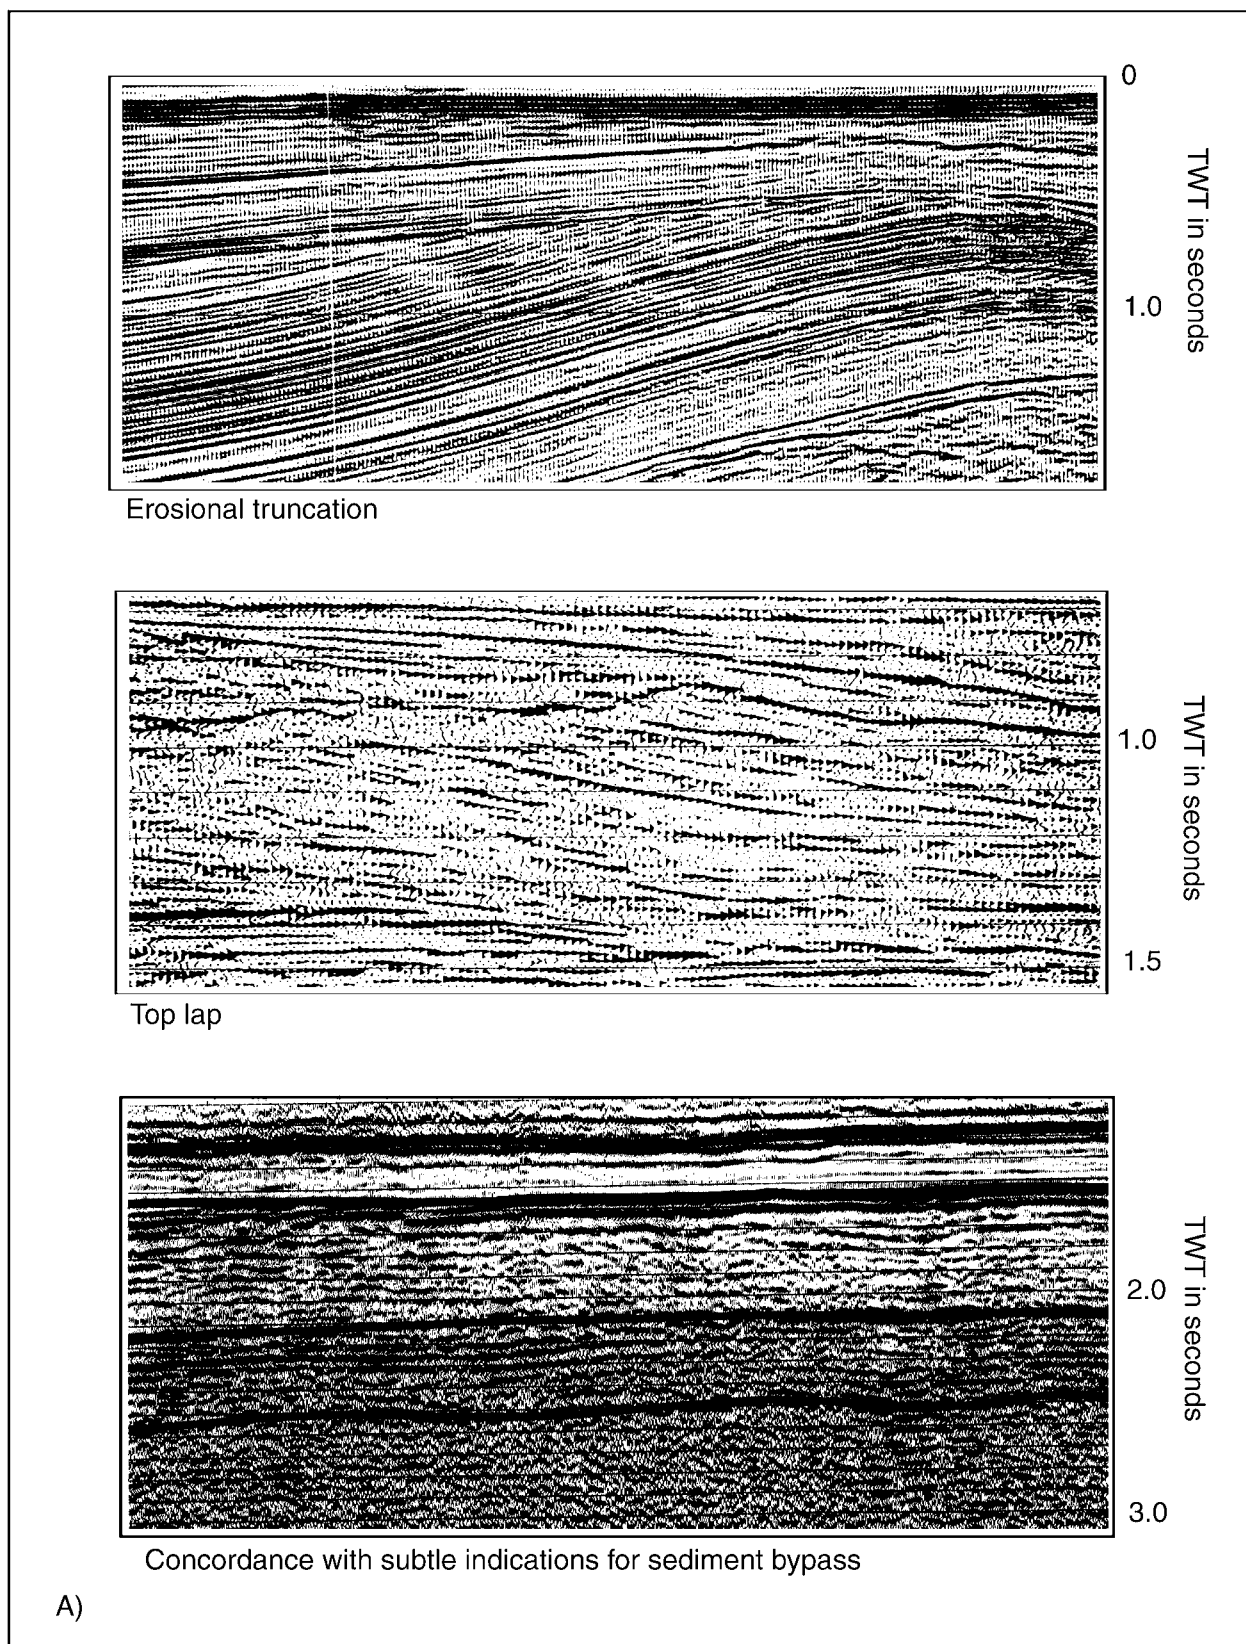 0
TWT in seconds
1.0
Erosional truncation
1.0
TWT in seconds
1.5
Top lap
2.0
TWT in seconds
3.0
Concordance with subtle indications for sediment bypass
A)